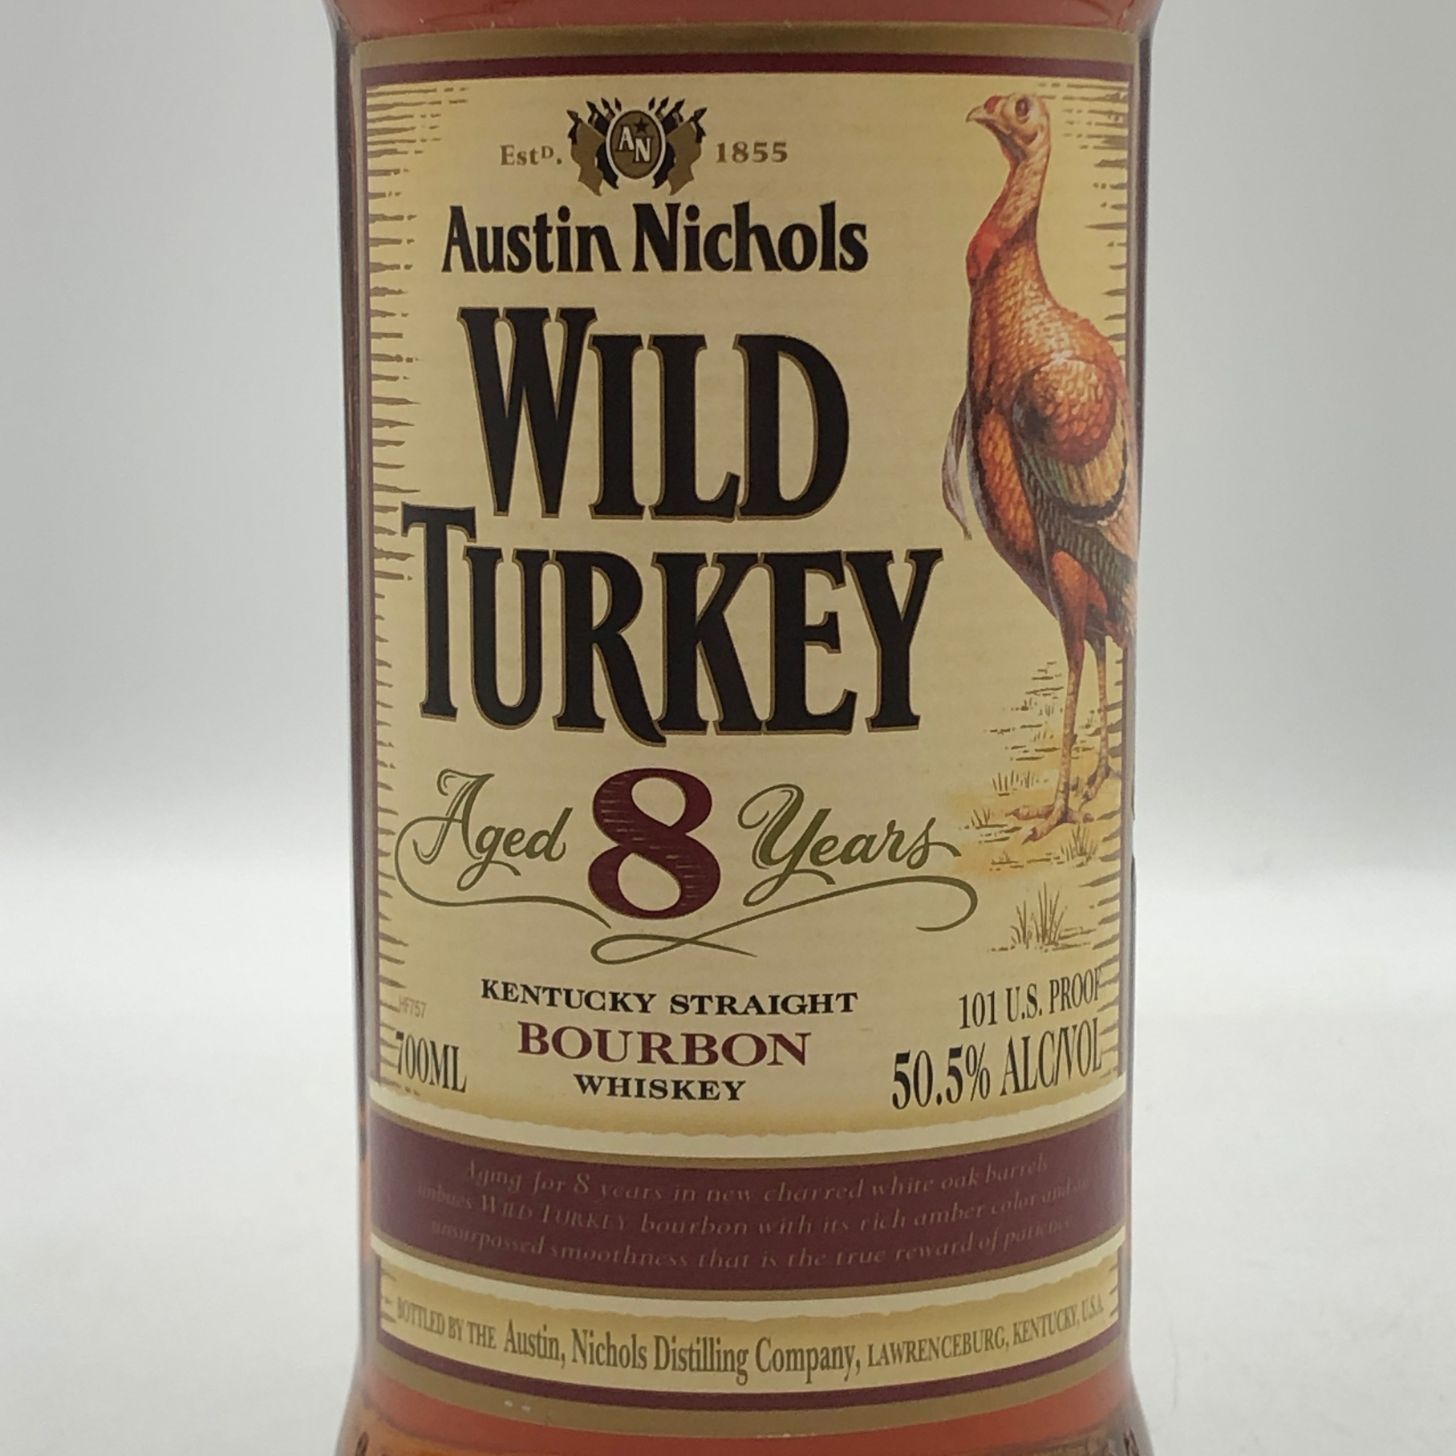 Estᴰ. AN 1855
Austin Nichols
WILD
TURKEY
Aged 8 Years
KENTUCKY STRAIGHT
BOURBON
WHISKEY
HF757
700ML
101 U.S. PROOF
50.5% ALC/VOL
Aging for 8 years in new charred white oak barrels
imbues WILD TURKEY bourbon with its rich amber color and an
unsurpassed smoothness that is the true reward of patience.
BOTTLED BY THE Austin, Nichols Distilling Company, LAWRENCEBURG, KENTUCKY, U.S.A.